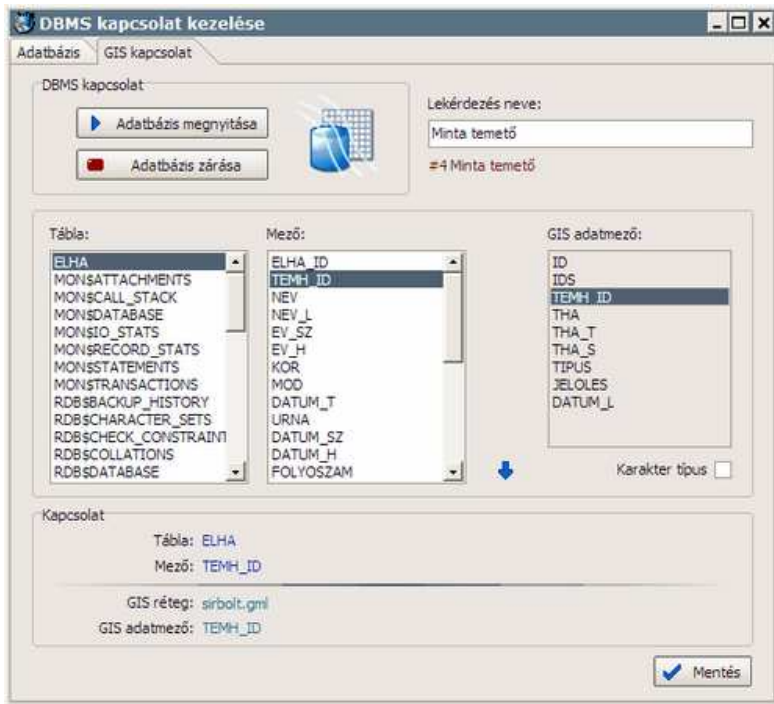 DBMS kapcsolat kezelése
Adatbázis
GIS kapcsolat
DBMS kapcsolat
Adatbázis megnyitása
Adatbázis zárása
Lekérdezés neve:
Minta temető
#4 Minta temető
Tábla:
ELHA
MON$ATTACHMENTS
MON$CALL_STACK
MON$DATABASE
MON$IO_STATS
MON$RECORD_STATS
MON$STATEMENTS
MON$TRANSACTIONS
RDB$BACKUP_HISTORY
RDB$CHARACTER_SETS
RDB$CHECK_CONSTRAINT
RDB$COLLATIONS
RDB$DATABASE
Mező:
ELHA_ID
TEMH_ID
NEV
NEV_L
EV_SZ
EV_H
KOR
MOD
DATUM_T
URNA
DATUM_SZ
DATUM_H
FOLYOSZAM
GIS adatmező:
ID
IDS
TEMH_ID
THA
THA_T
THA_S
TIPUS
JELOLES
DATUM_L
Karakter típus
Kapcsolat
Tábla: ELHA
Mező: TEMH_ID
GIS réteg: sirbolt.gml
GIS adatmező: TEMH_ID
Mentés